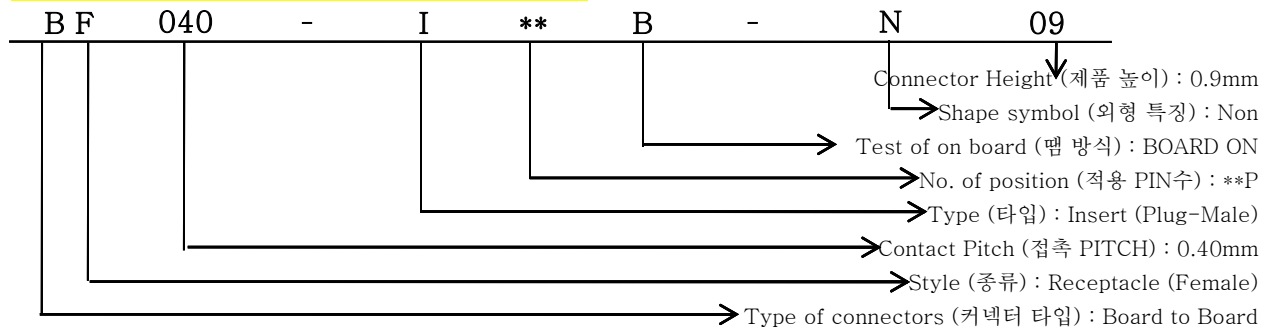 B F 040 - I ** B - N 09
Connector Height (제품 높이) : 0.9mm
Shape symbol (외형 특징) : Non
Test of on board (땜 방식) : BOARD ON
No. of position (적용 PIN수) : **P
Type (타입) : Insert (Plug-Male)
Contact Pitch (접촉 PITCH) : 0.40mm
Style (종류) : Receptacle (Female)
Type of connectors (커넥터 타입) : Board to Board